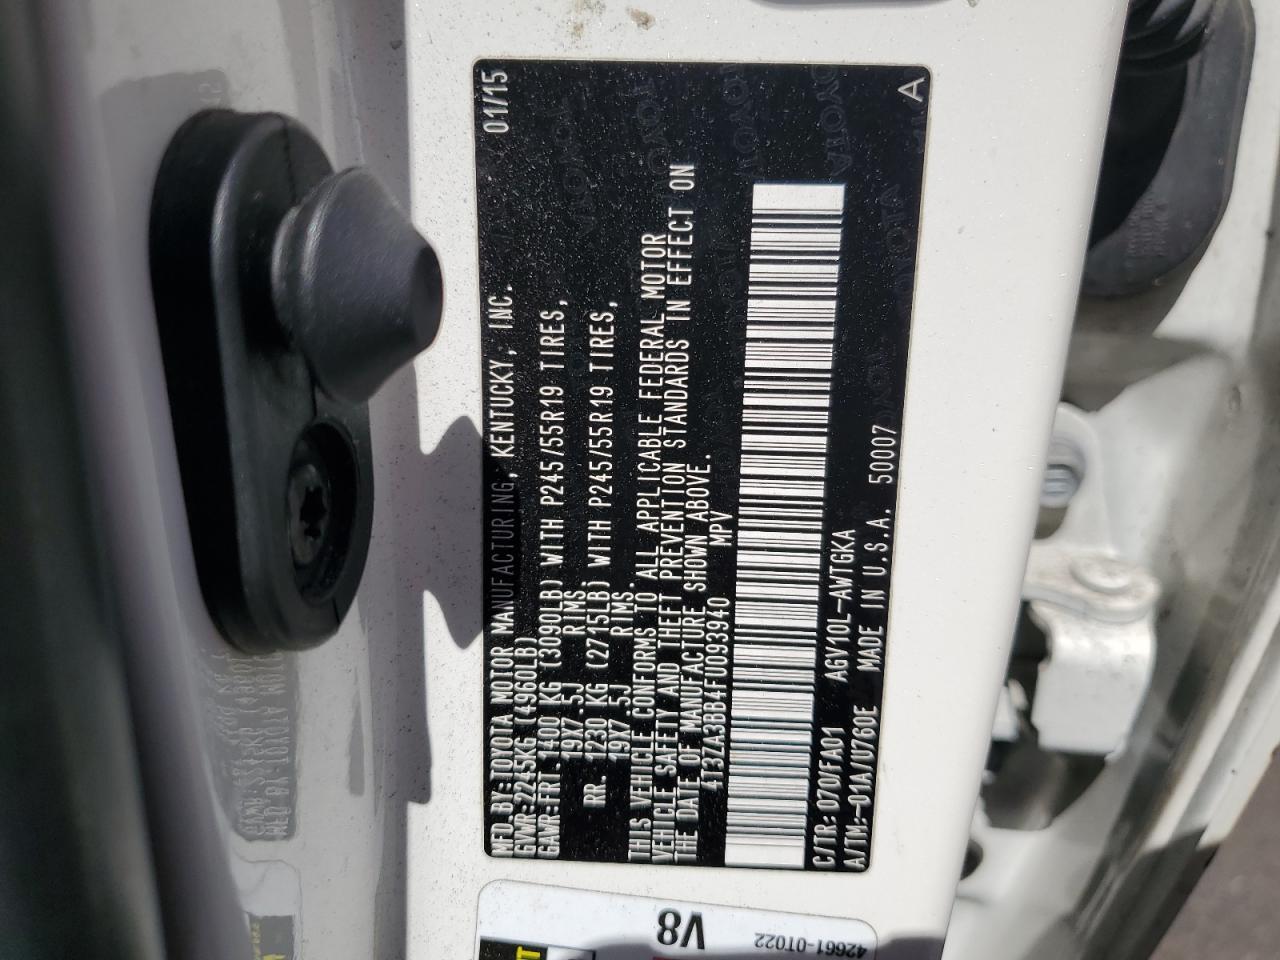 MFD.BY:TOYOTA MOTOR MANUFACTURING, KENTUCKY, INC. 01/15
GVWR:2245KG(4960LB)
GAWR:FRT.1400 KG (3090LB) WITH P245/55R19 TIRES,
19X7.5J RIMS
RR. 1230 KG (2715LB) WITH P245/55R19 TIRES,
19X7.5J RIMS.
THIS VEHICLE CONFORMS TO ALL APPLICABLE FEDERAL MOTOR
VEHICLE SAFETY AND THEFT PREVENTION STANDARDS IN EFFECT ON
THE DATE OF MANUFACTURE SHOWN ABOVE.
4T3ZA3BB4FU093940 MPV
C/TR:070/FA01 AGV10L-AWTGKA
A/TM:-01A/U760E MADE IN U.S.A. 50007
A
V8
42661-0T022